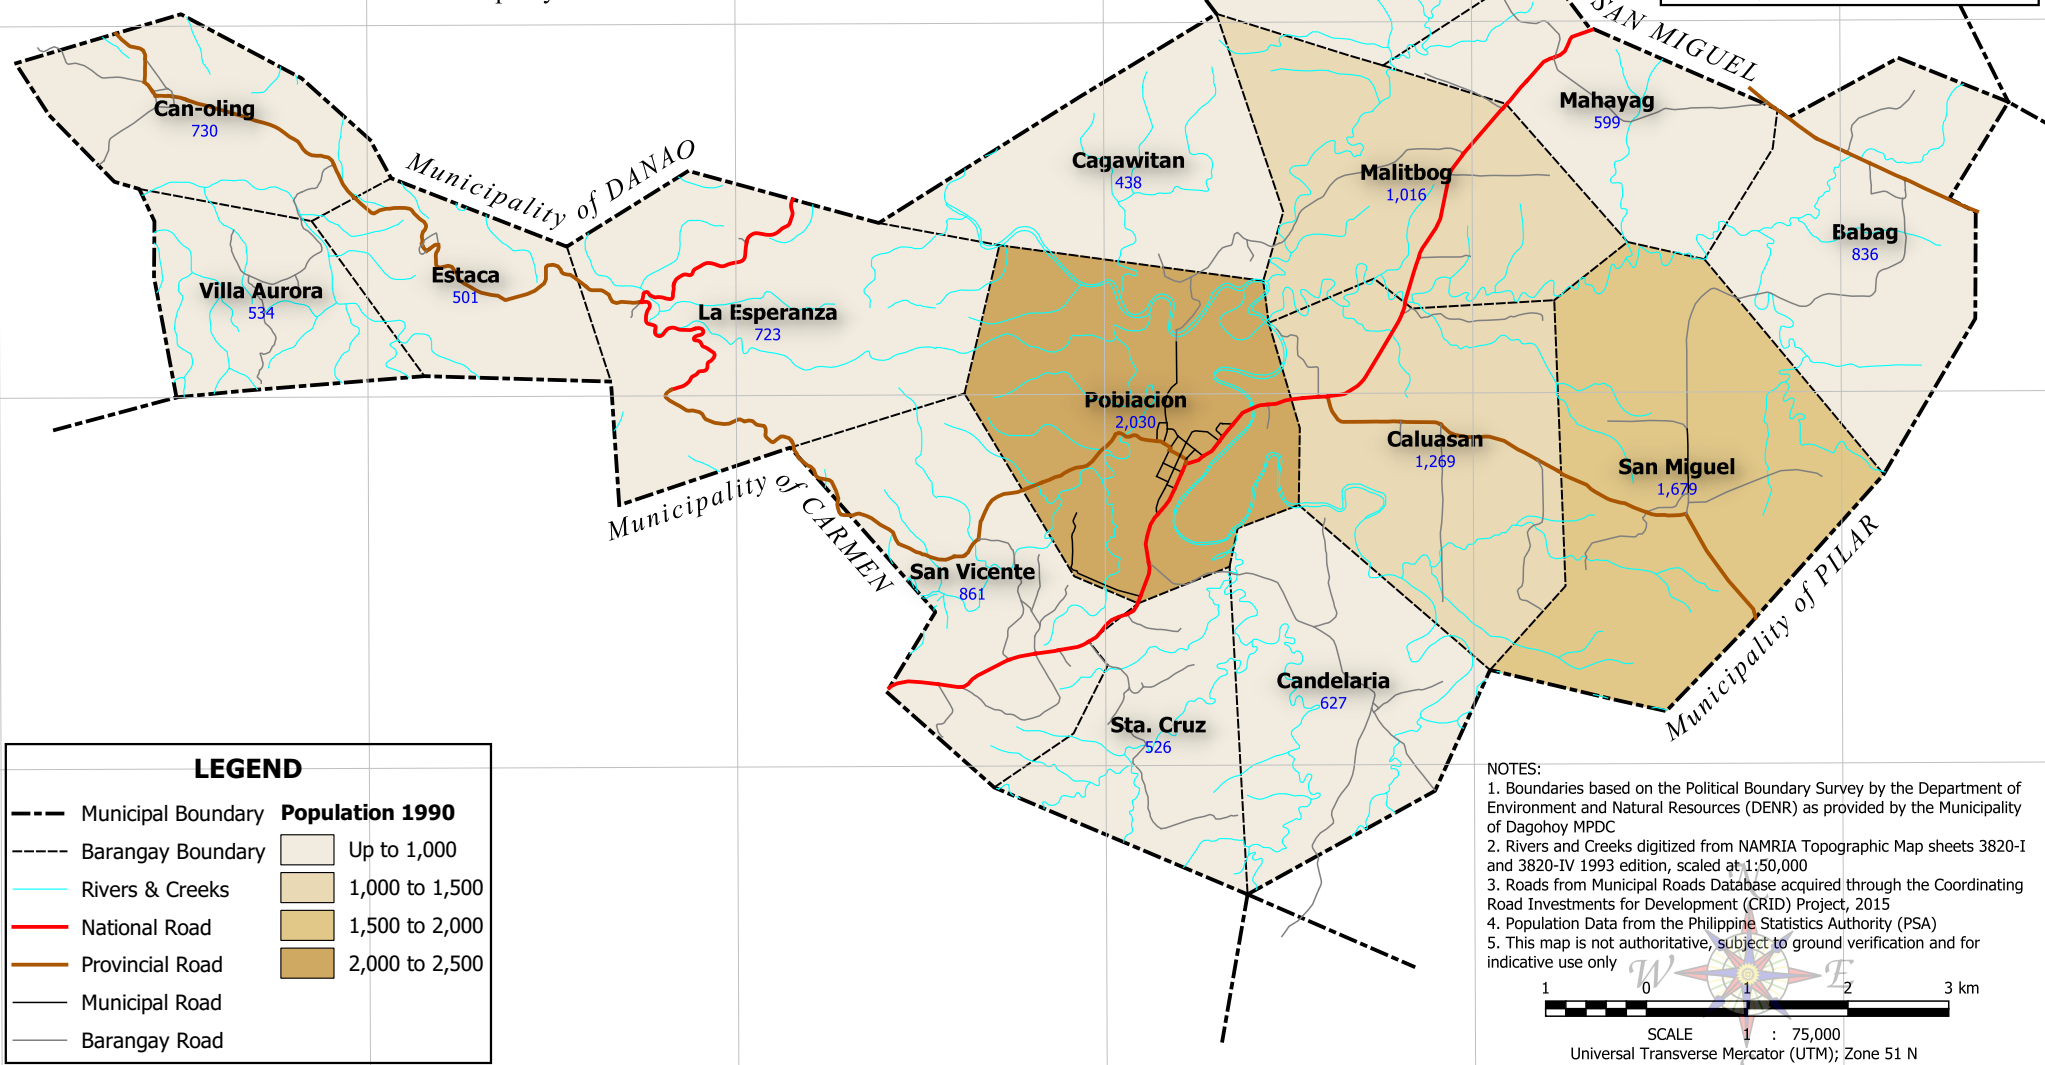 SAN MIGUEL
Can-oling
730
Mahayag
599
Municipality of DANAO
Cagawitan
438
Malitbog
1,016
Babag
836
Villa Aurora
534
Estaca
501
La Esperanza
723
Poblacion
2,030
Caluasan
1,269
San Miguel
1,679
Municipality of CARMEN
San Vicente
861
Municipality of PILAR
Candelaria
627
Sta. Cruz
526
LEGEND
Municipal Boundary
Barangay Boundary
Rivers & Creeks
National Road
Provincial Road
Municipal Road
Barangay Road
Population 1990
Up to 1,000
1,000 to 1,500
1,500 to 2,000
2,000 to 2,500
NOTES:
1. Boundaries based on the Political Boundary Survey by the Department of
Environment and Natural Resources (DENR) as provided by the Municipality
of Dagohoy MPDC
2. Rivers and Creeks digitized from NAMRIA Topographic Map sheets 3820-I
and 3820-IV 1993 edition, scaled at 1:50,000
3. Roads from Municipal Roads Database acquired through the Coordinating
Road Investments for Development (CRID) Project, 2015
4. Population Data from the Philippine Statistics Authority (PSA)
5. This map is not authoritative, subject to ground verification and for
indicative use only
N
W E
1 0 1 2 3 km
SCALE 1 : 75,000
Universal Transverse Mercator (UTM); Zone 51 N